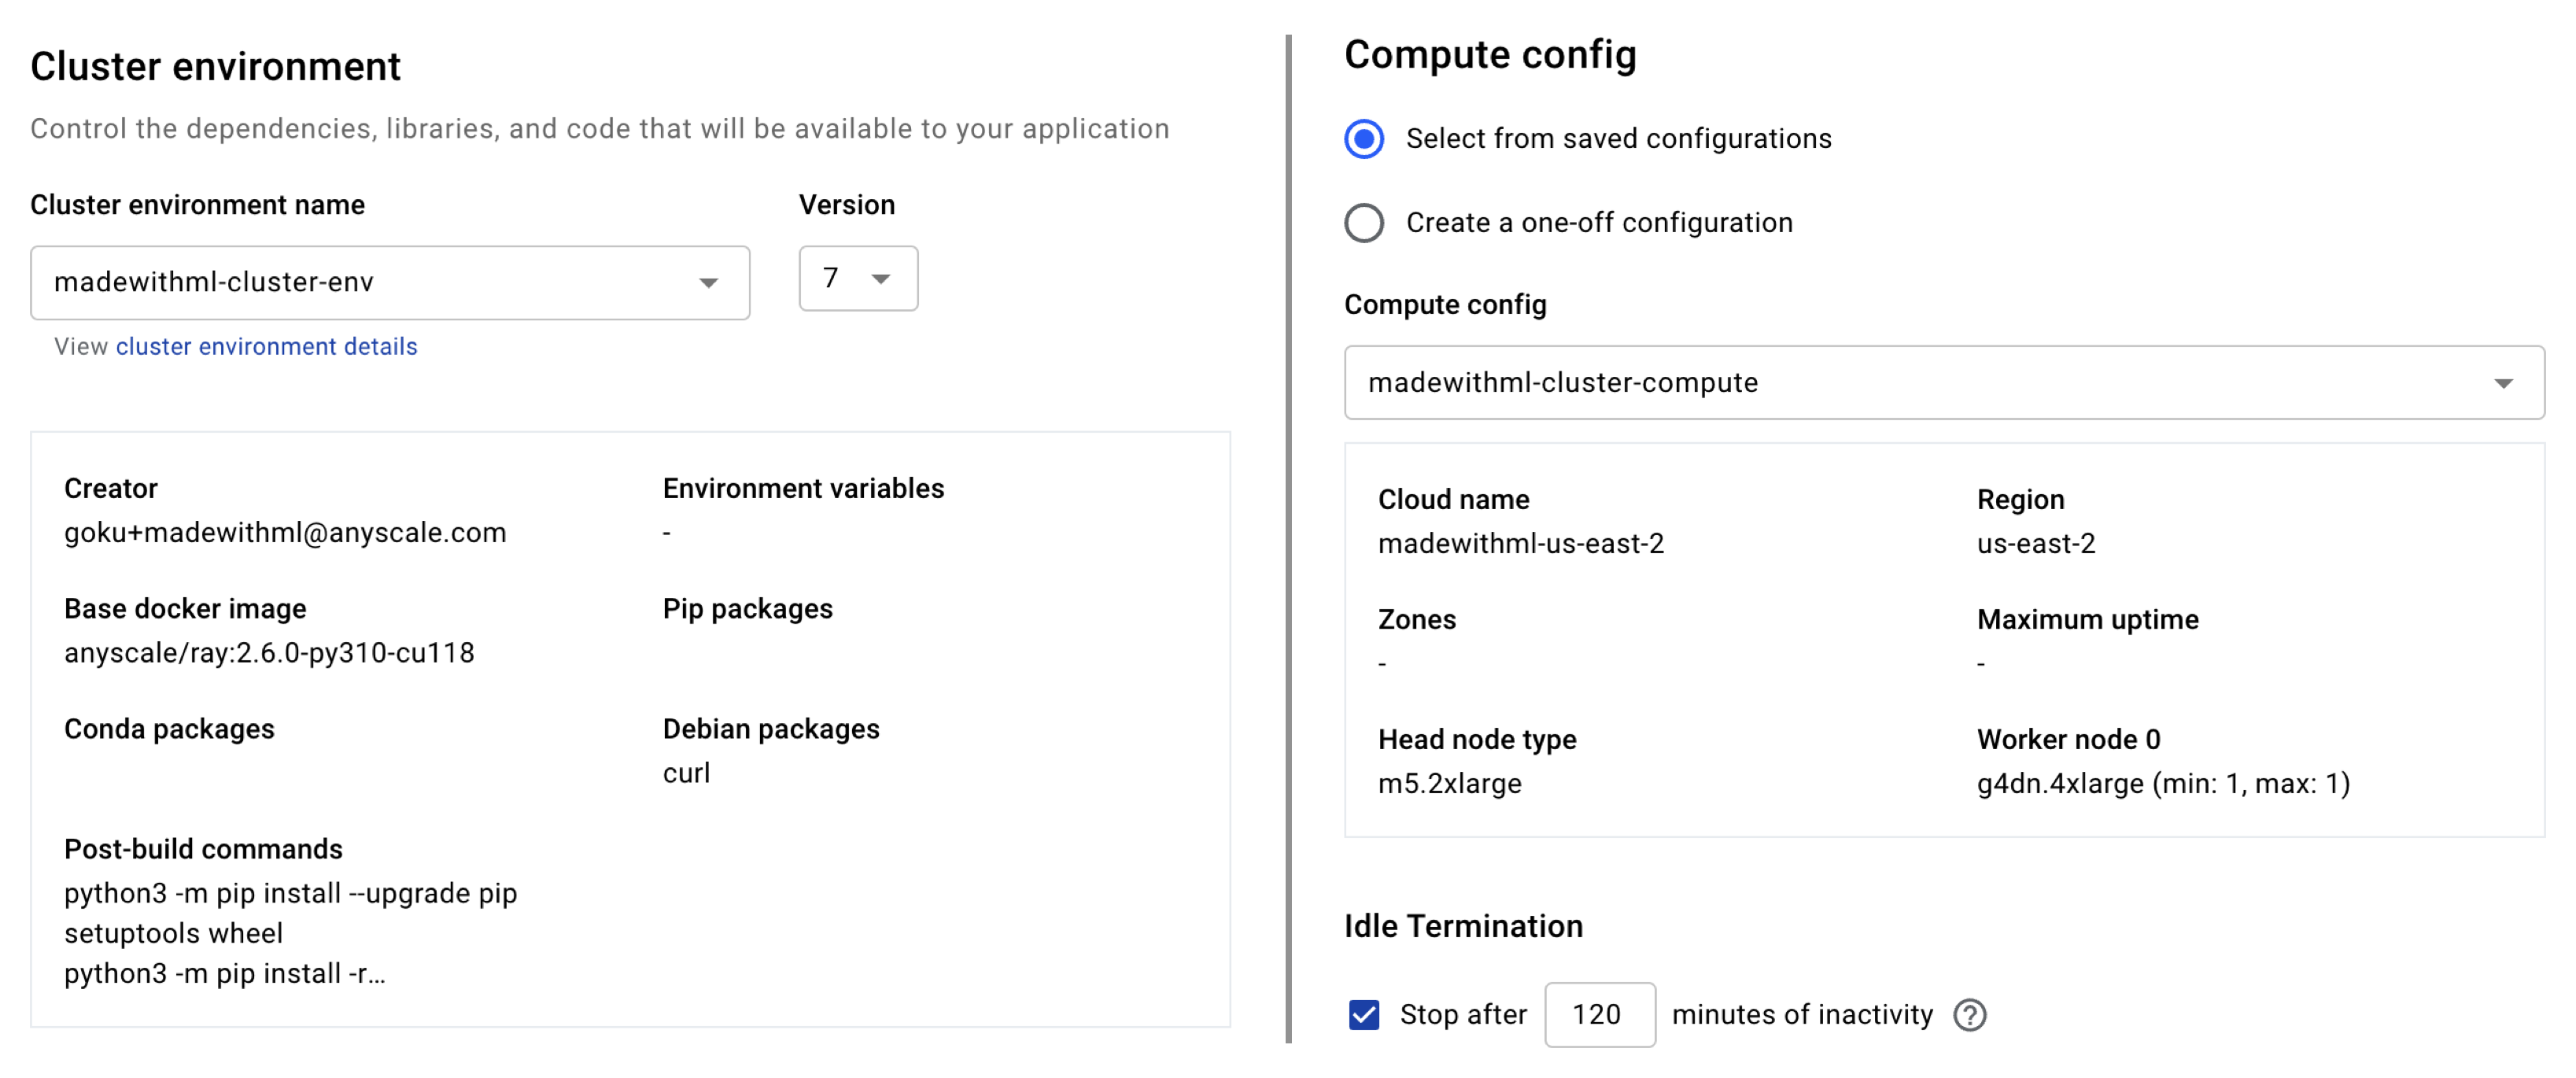 Cluster environment
Control the dependencies, libraries, and code that will be available to your application
Cluster environment name
Version
madewithml-cluster-env
7
View cluster environment details
Creator
goku+madewithml@anyscale.com
Environment variables
-
Base docker image
anyscale/ray:2.6.0-py310-cu118
Pip packages
Conda packages
Debian packages
curl
Post-build commands
python3 -m pip install --upgrade pip
setuptools wheel
python3 -m pip install -r...
Compute config
Select from saved configurations
Create a one-off configuration
Compute config
madewithml-cluster-compute
Cloud name
madewithml-us-east-2
Region
us-east-2
Zones
-
Maximum uptime
-
Head node type
m5.2xlarge
Worker node 0
g4dn.4xlarge (min: 1, max: 1)
Idle Termination
Stop after 120 minutes of inactivity ?